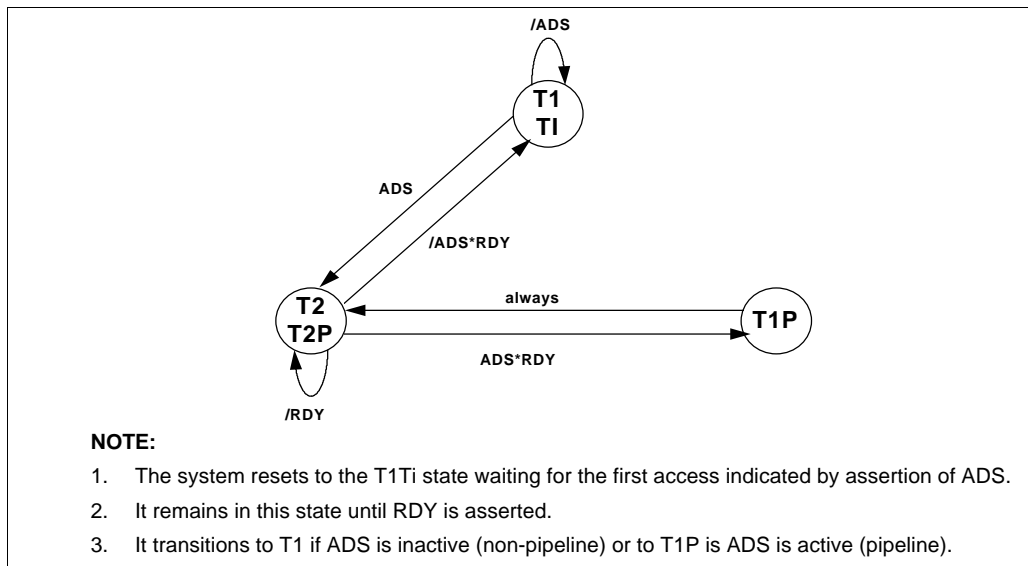 /ADS
T1
TI
ADS
/ADS*RDY
always
T2
T2P
T1P
ADS*RDY
/RDY
NOTE:
1. The system resets to the T1Ti state waiting for the first access indicated by assertion of ADS.
2. It remains in this state until RDY is asserted.
3. It transitions to T1 if ADS is inactive (non-pipeline) or to T1P is ADS is active (pipeline).